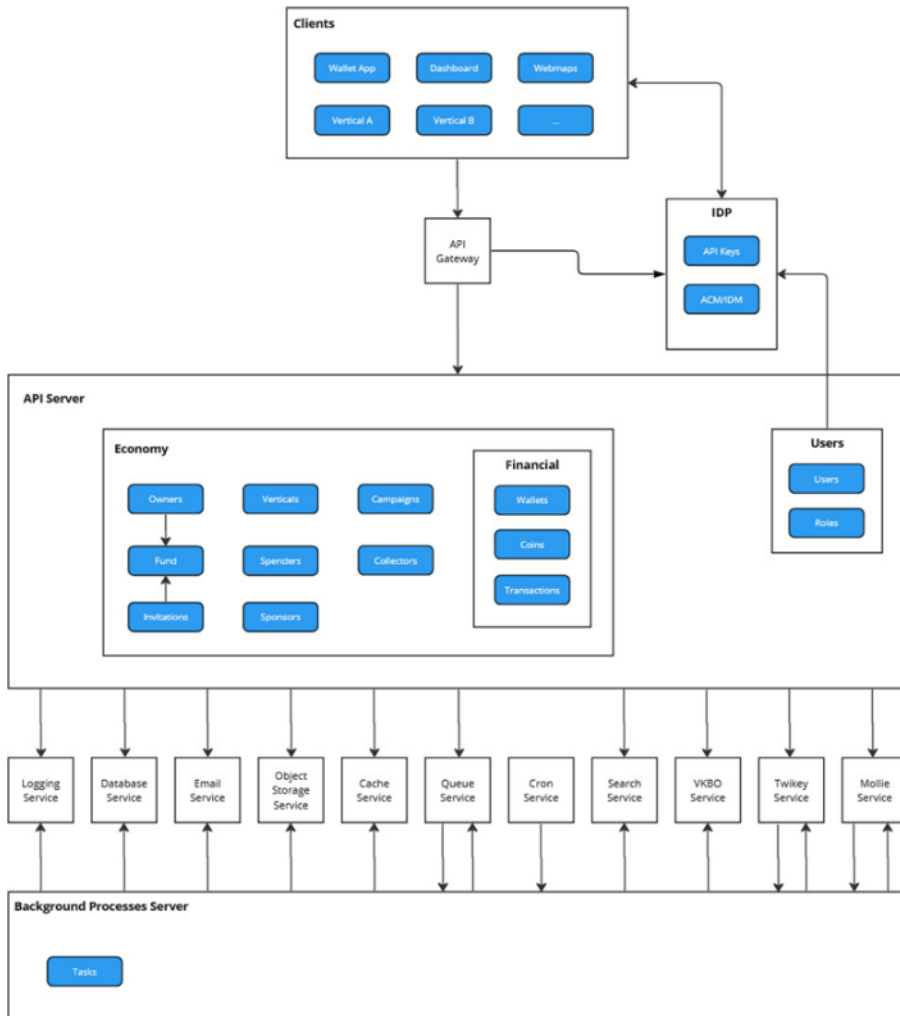 Clients
Wallet App
Dashboard
Webmaps
Vertical A
Vertical B
...
IDP
API Keys
ACM/IDM
API
Gateway
API Server
Economy
Owners
Verticals
Campaigns
Fund
Spenders
Collectors
Invitations
Sponsors
Financial
Wallets
Coins
Transactions
Users
Users
Roles
Logging
Service
Database
Service
Email
Service
Object
Storage
Service
Cache
Service
Queue
Service
Cron
Service
Search
Service
VKBO
Service
Twikey
Service
Mollie
Service
Background Processes Server
Tasks